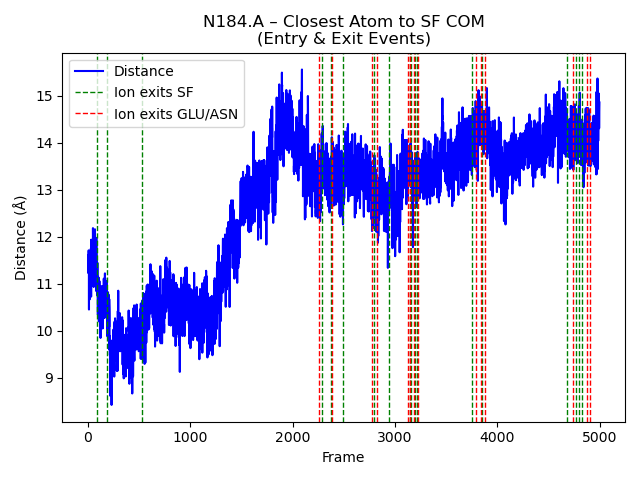 N184.A – Closest Atom to SF COM
(Entry & Exit Events)
Distance
Ion exits SF
Ion exits GLU/ASN
Distance (Å)
15
14
13
12
11
10
9
0
1000
2000
3000
4000
5000
Frame